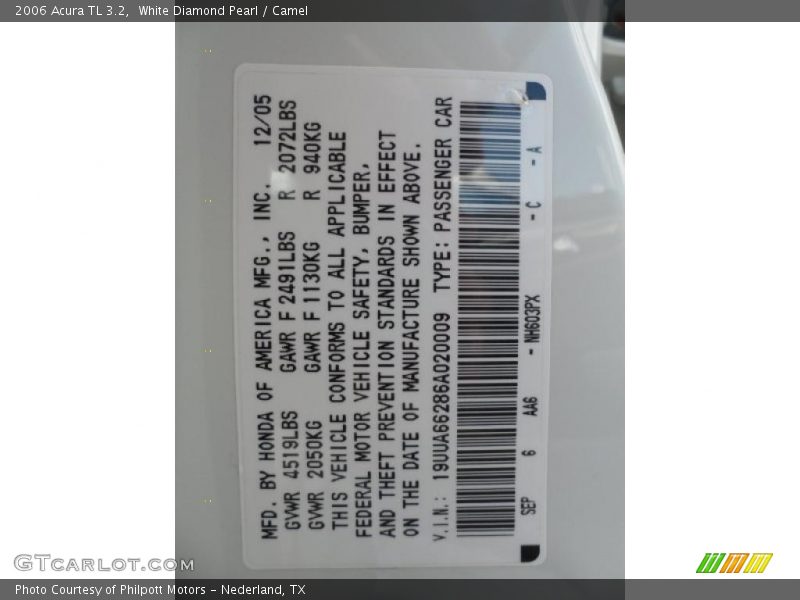 2006 Acura TL 3.2,  White Diamond Pearl / Camel
MFD. BY HONDA OF AMERICA MFG., INC.  12/05
GVWR 4519LBS  GAWR F 2491LBS  R 2072LBS
GVWR 2050KG  GAWR F 1130KG  R 940KG
THIS VEHICLE CONFORMS TO ALL APPLICABLE
FEDERAL MOTOR VEHICLE SAFETY, BUMPER,
AND THEFT PREVENTION STANDARDS IN EFFECT
ON THE DATE OF MANUFACTURE SHOWN ABOVE.
V.I.N.: 19UUA66286A020009  TYPE: PASSENGER CAR
SEP  6  AA6  - NH603PX  - C  - A
GTCARLOT.COM
Photo Courtesy of Philpott Motors - Nederland, TX